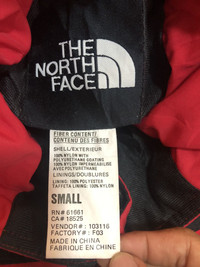 THE
NORTH
FACE
FIBER CONTENT/
CONTENU DES FIBRES
SHELL/EXTERIEUR
100% NYLON WITH
POLYURETHANE COATING
100% NYLON IMPERMEABILISE
AVEC POLYURETHANE
LININGS/DOUBLURES
LINING: 100% POLYESTER
TAFFETA LINING: 100% NYLON
SMALL
RN# 61661
CA# 18525
VENDOR#: 103116
FACTORY#: F03
MADE IN CHINA
FABRIQUE EN CHINE